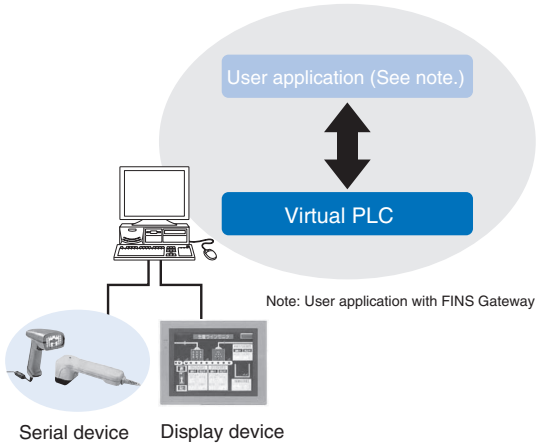 User application (See note.)
Virtual PLC
Note: User application with FINS Gateway
Serial device
Display device